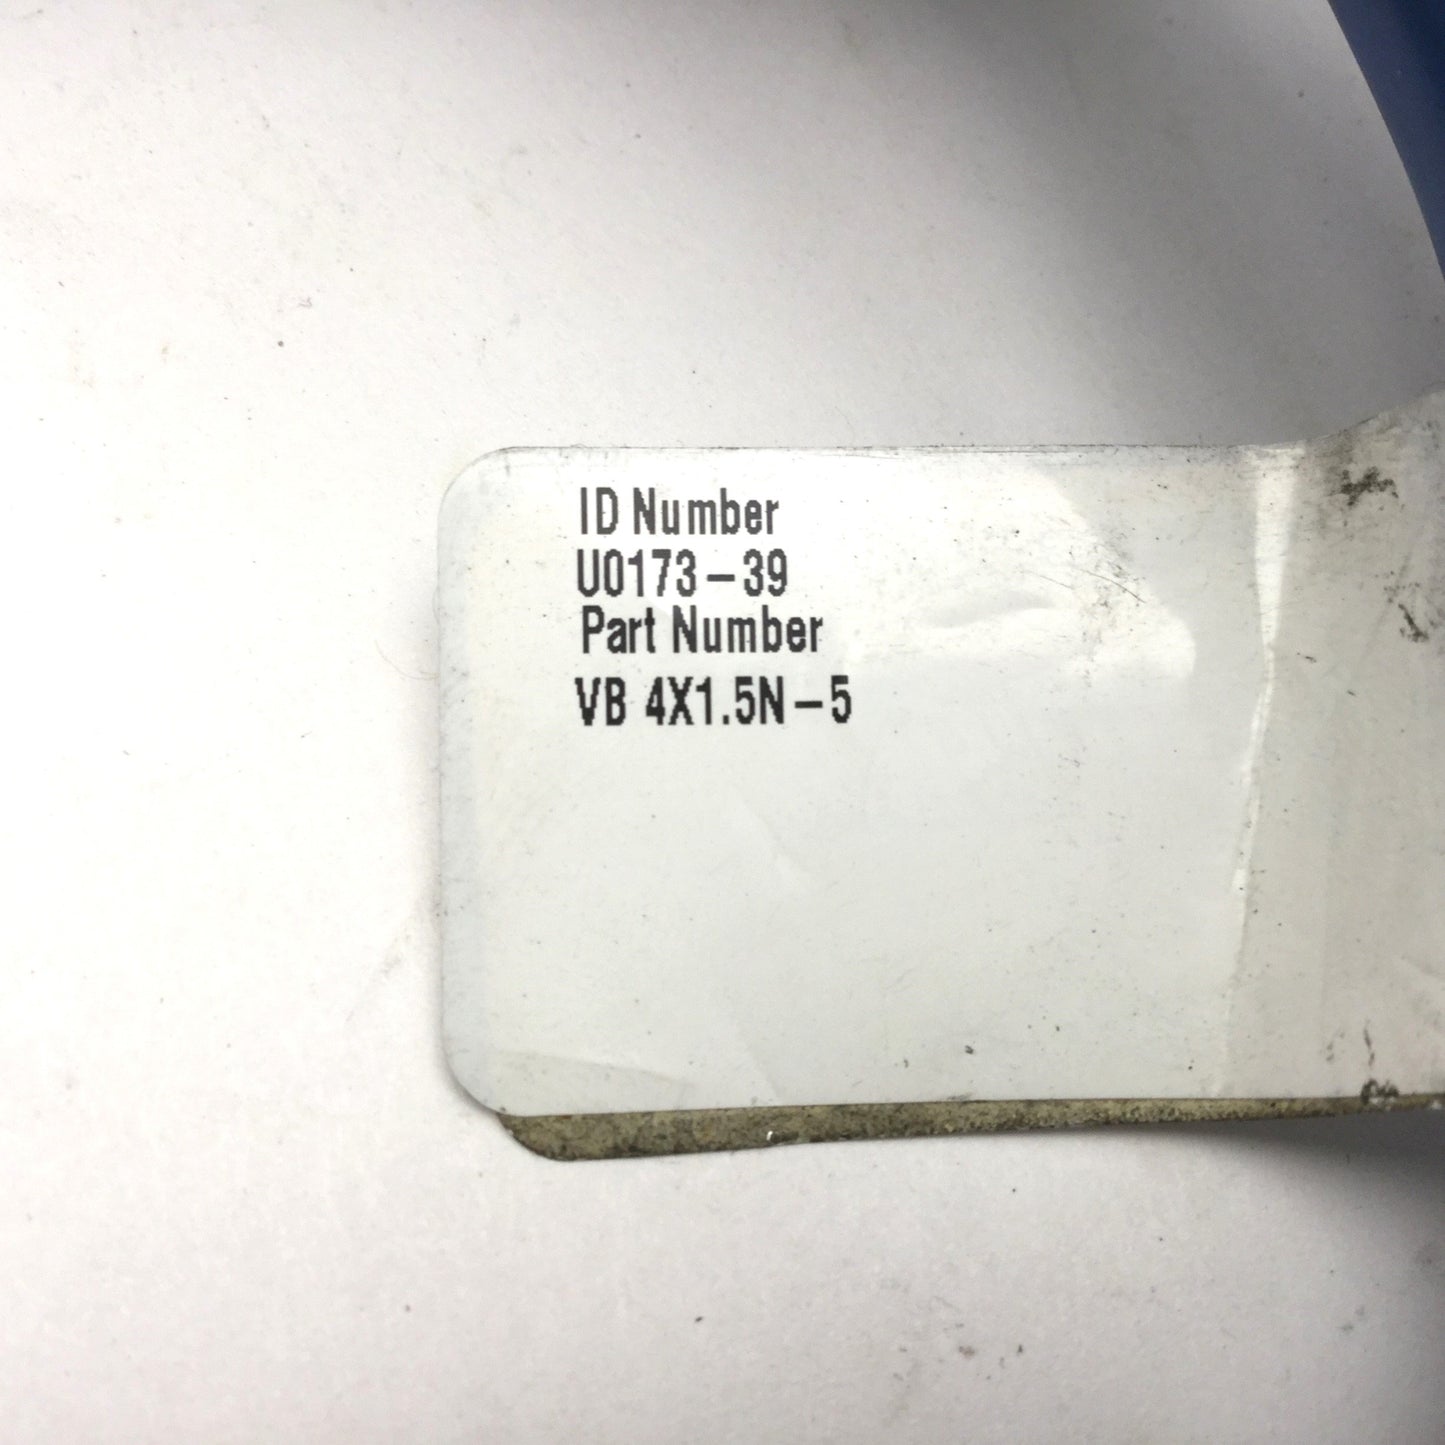 ID Number
U0173-39
Part Number
VB 4X1.5N-5